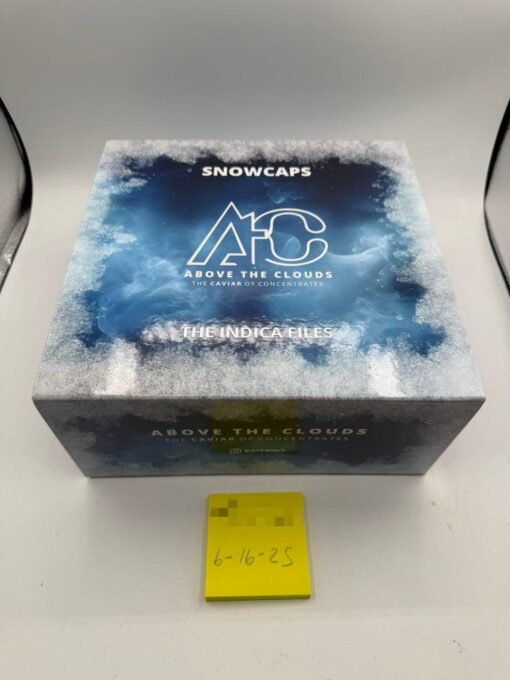 SNOWCAPS
ATC
ABOVE THE CLOUDS
THE CAVIAR OF CONCENTRATES
THE INDICA FILES
ABOVE THE CLOUDS
THE CAVIAR OF CONCENTRATES
6-16-25